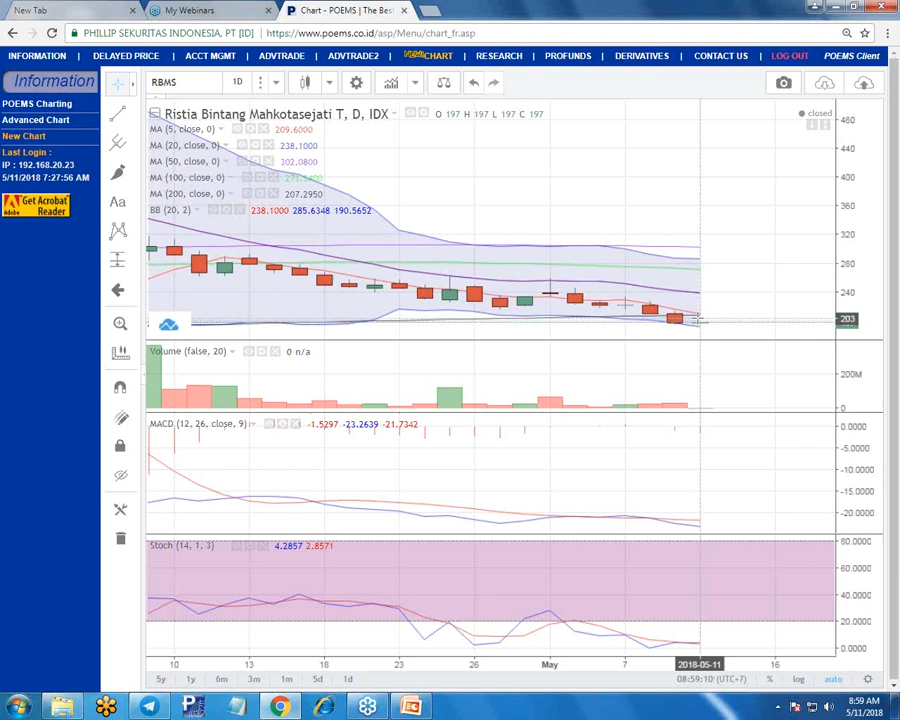 New Tab
My Webinars
Chart - POEMS | The Bes
PHILLIP SEKURITAS INDONESIA, PT [ID]
https://www.poems.co.id/asp/Menu/chart_fr.asp
INFORMATION DELAYED PRICE ACCT MGMT ADVTRADE ADVTRADE2 CHART RESEARCH PROFUNDS DERIVATIVES CONTACT US LOG OUT POEMS Client
Information
POEMS Charting
Advanced Chart
New Chart
Last Login :
IP : 192.168.20.23
5/11/2018 7:27:56 AM
Get Acrobat
Reader
RBMS 1D
Ristia Bintang Mahkotasejati T, D, IDX O 197 H 197 L 197 C 197
closed
MA (5, close, 0) 209.6000
MA (20, close, 0) 238.1000
MA (50, close, 0) 302.0800
MA (100, close, 0)
MA (200, close, 0) 207.2950
BB (20, 2) 238.1000 285.6348 190.5652
480
440
400
360
320
280
240
203
Volume (false, 20) 0 n/a
200M
0
MACD (12, 26, close, 9) -1.5297 -23.2639 -21.7342
0.0000
-5.0000
-10.0000
-15.0000
-20.0000
Stoch (14, 1, 3) 4.2857 2.8571
80.0000
60.0000
40.0000
20.0000
0.0000
10 13 18 23 26 May 7 2018-05-11 16
5y 1y 6m 3m 1m 5d 1d
08:59:10 (UTC+7) % log auto
Aa
8:59 AM
5/11/2018